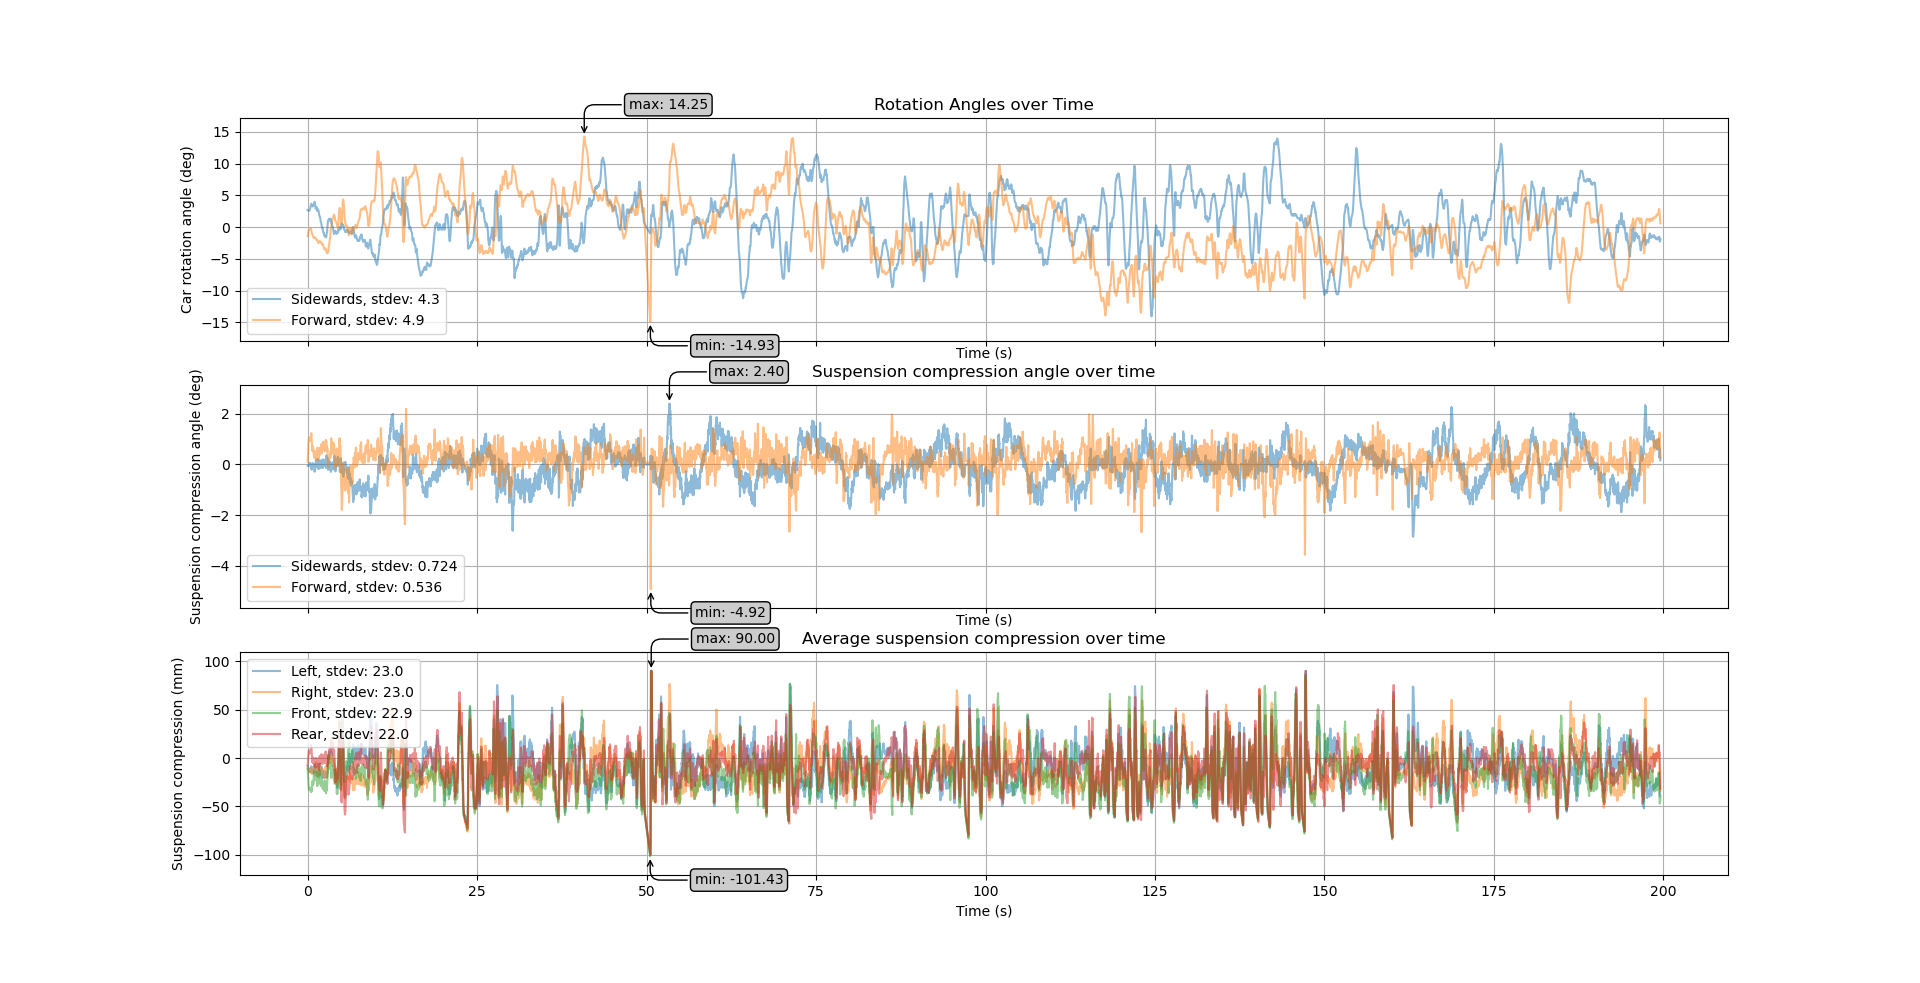 max: 14.25
Rotation Angles over Time
Car rotation angle (deg)
15
10
5
0
−5
−10
−15
Sidewards, stdev: 4.3
Forward, stdev: 4.9
min: -14.93
Time (s)
max: 2.40
Suspension compression angle over time
Suspension compression angle (deg)
2
0
−2
−4
Sidewards, stdev: 0.724
Forward, stdev: 0.536
min: -4.92
Time (s)
max: 90.00
Average suspension compression over time
Suspension compression (mm)
100
50
0
−50
−100
Left, stdev: 23.0
Right, stdev: 23.0
Front, stdev: 22.9
Rear, stdev: 22.0
min: -101.43
0 25 50 75 100 125 150 175 200
Time (s)